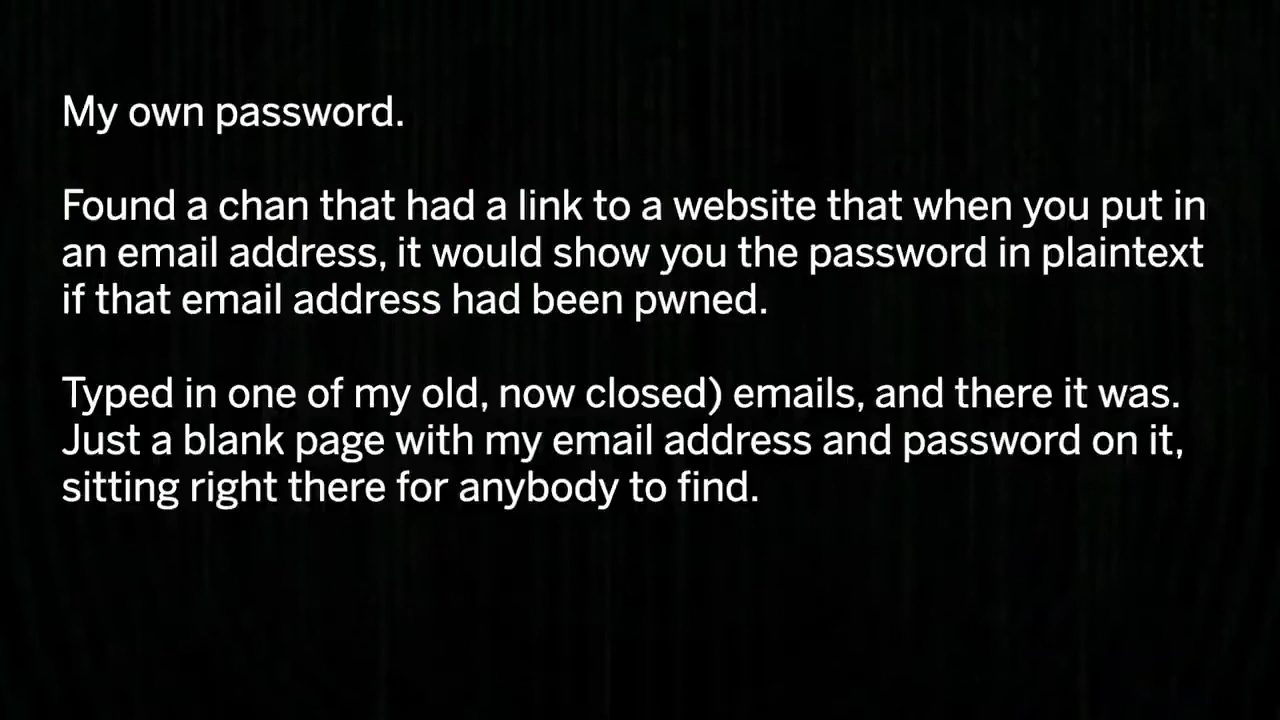 My own password.
Found a chan that had a link to a website that when you put in
an email address, it would show you the password in plaintext
if that email address had been pwned.
Typed in one of my old, now closed) emails, and there it was.
Just a blank page with my email address and password on it,
sitting right there for anybody to find.